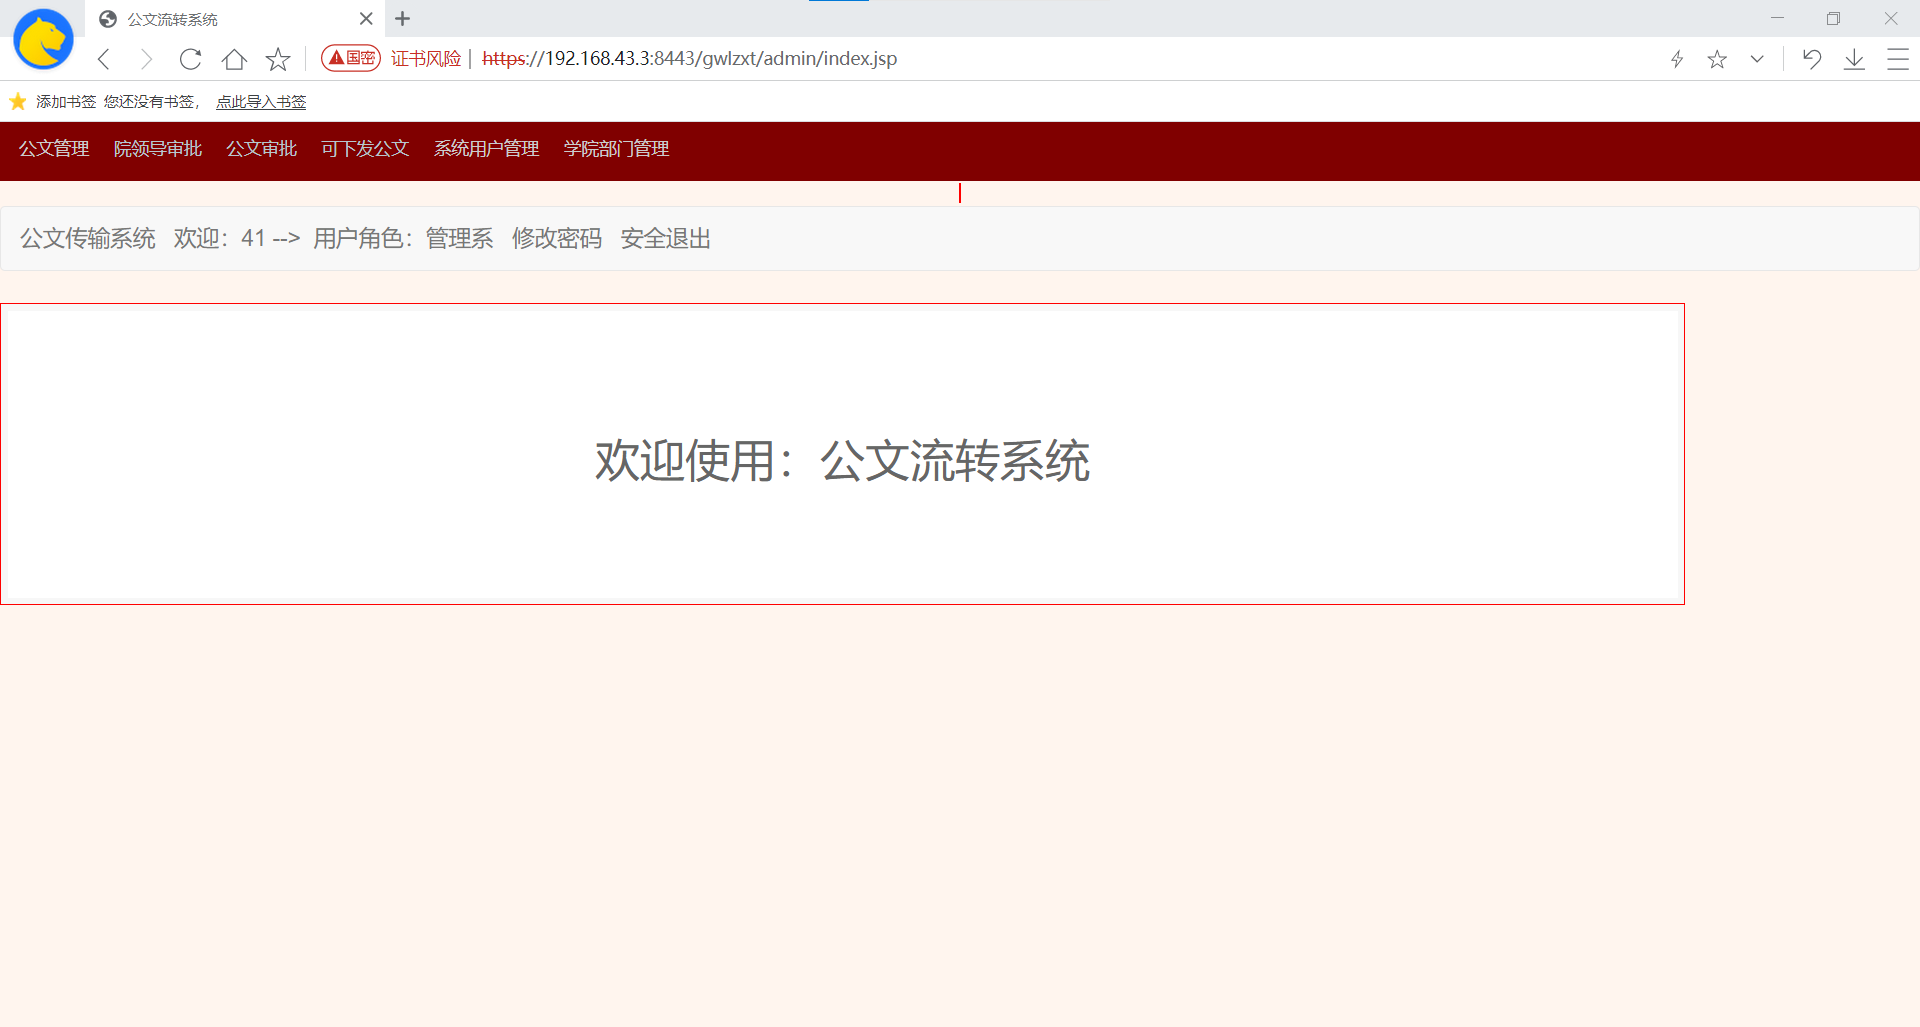 公文流转系统
国密 证书风险 https://192.168.43.3:8443/gwlzxt/admin/index.jsp
添加书签 您还没有书签， 点此导入书签
公文管理 院领导审批 公文审批 可下发公文 系统用户管理 学院部门管理
公文传输系统 欢迎：41 --> 用户角色：管理系 修改密码 安全退出
欢迎使用：公文流转系统